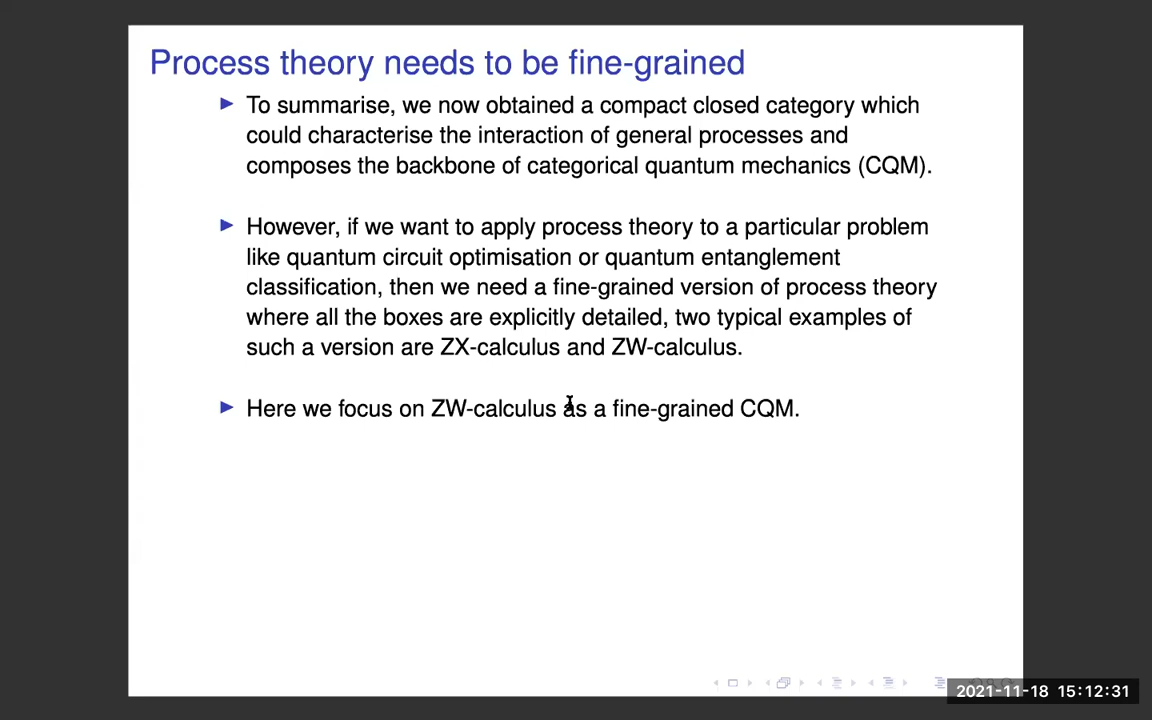 Process theory needs to be fine-grained
To summarise, we now obtained a compact closed category which
could characterise the interaction of general processes and
composes the backbone of categorical quantum mechanics (CQM).
However, if we want to apply process theory to a particular problem
like quantum circuit optimisation or quantum entanglement
classification, then we need a fine-grained version of process theory
where all the boxes are explicitly detailed, two typical examples of
such a version are ZX-calculus and ZW-calculus.
Here we focus on ZW-calculus as a fine-grained CQM.
2021-11-18 15:12:31